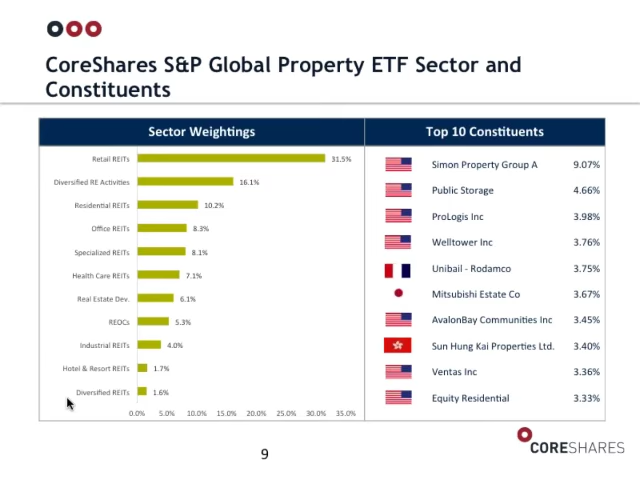 CoreShares S&P Global Property ETF Sector and
Constituents
Sector Weightings
Retail REITs 31.5%
Diversified RE Activities 16.1%
Residential REITs 10.2%
Office REITs 8.3%
Specialized REITs 8.1%
Health Care REITs 7.1%
Real Estate Dev. 6.1%
REOCs 5.3%
Industrial REITs 4.0%
Hotel & Resort REITs 1.7%
Diversified REITs 1.6%
0.0% 5.0% 10.0% 15.0% 20.0% 25.0% 30.0% 35.0%
Top 10 Constituents
Simon Property Group A 9.07%
Public Storage 4.66%
ProLogis Inc 3.98%
Welltower Inc 3.76%
Unibail - Rodamco 3.75%
Mitsubishi Estate Co 3.67%
AvalonBay Communities Inc 3.45%
Sun Hung Kai Properties Ltd. 3.40%
Ventas Inc 3.36%
Equity Residential 3.33%
9
CORESHARES